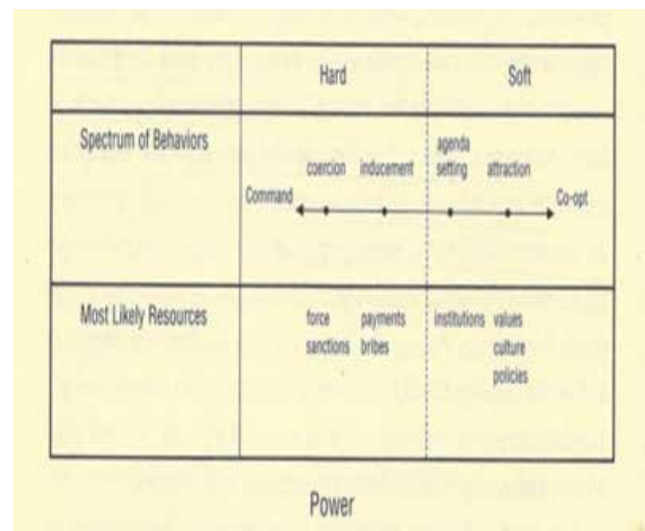 Hard Soft
Spectrum of Behaviors
agenda
coercion inducement setting attraction
Command Co-opt
Most Likely Resources force payments institutions values
sanctions bribes culture
policies
Power